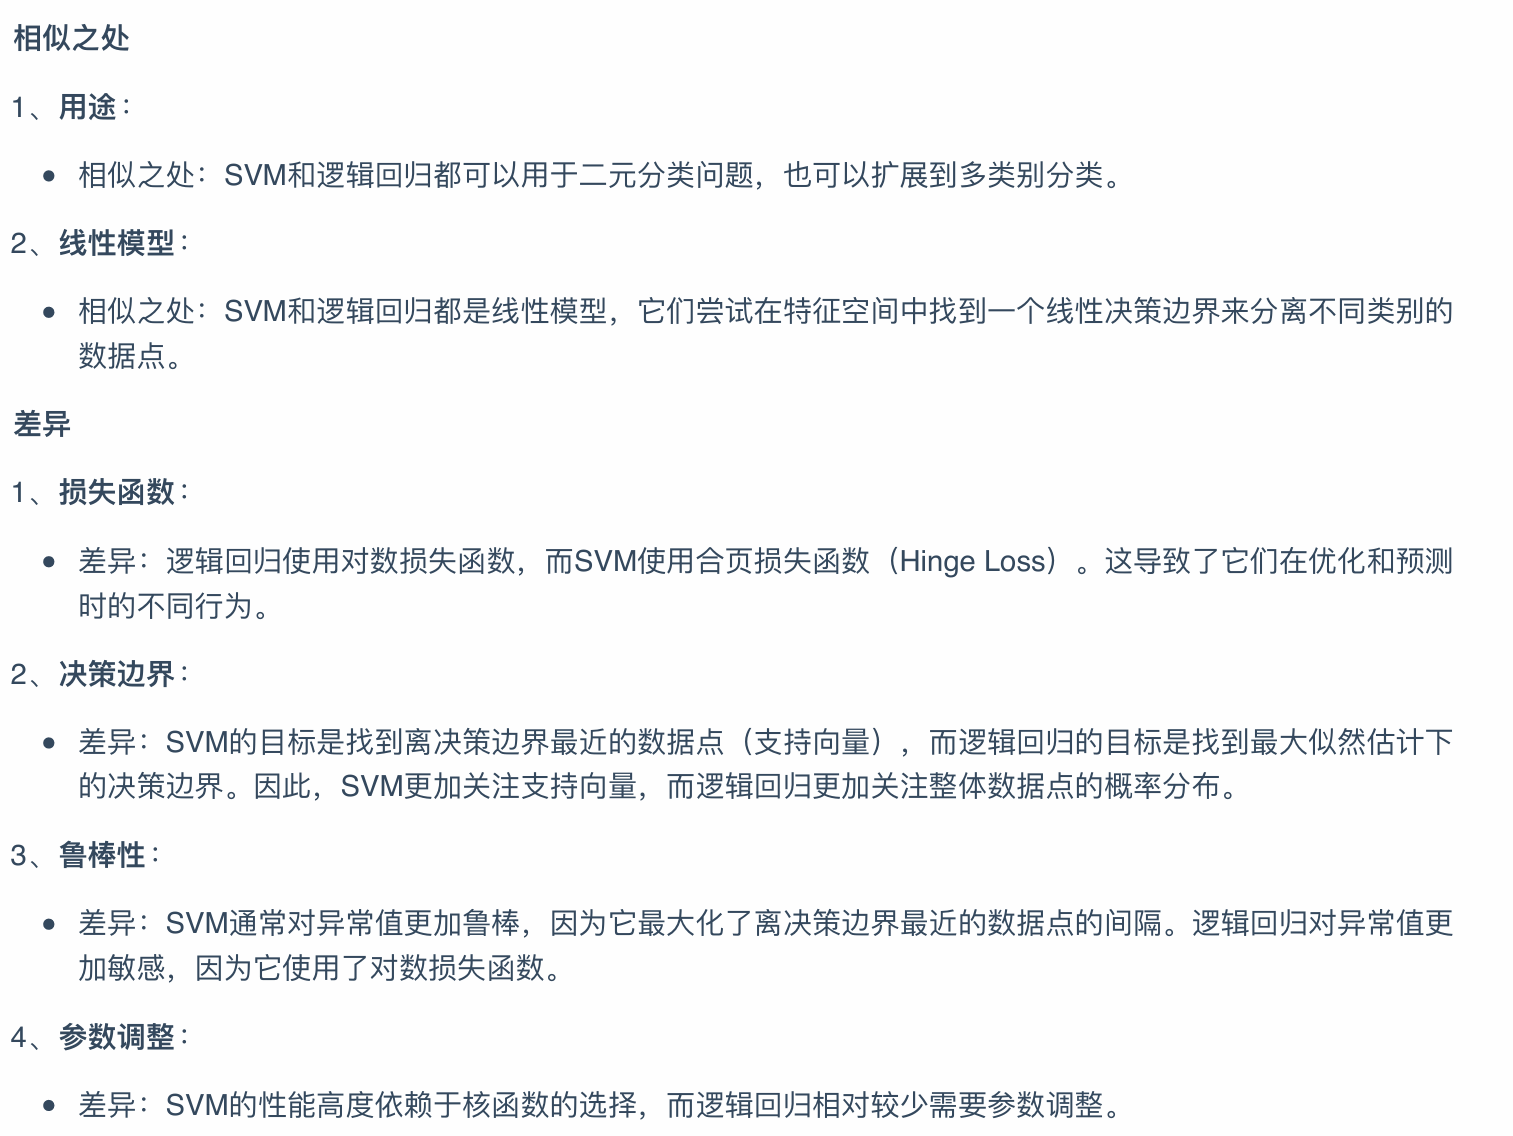 相似之处
1、用途：
• 相似之处：SVM和逻辑回归都可以用于二元分类问题，也可以扩展到多类别分类。
2、线性模型：
• 相似之处：SVM和逻辑回归都是线性模型，它们尝试在特征空间中找到一个线性决策边界来分离不同类别的
数据点。
差异
1、损失函数：
• 差异：逻辑回归使用对数损失函数，而SVM使用合页损失函数（Hinge Loss）。这导致了它们在优化和预测
时的不同行为。
2、决策边界：
• 差异：SVM的目标是找到离决策边界最近的数据点（支持向量），而逻辑回归的目标是找到最大似然估计下
的决策边界。因此，SVM更加关注支持向量，而逻辑回归更加关注整体数据点的概率分布。
3、鲁棒性：
• 差异：SVM通常对异常值更加鲁棒，因为它最大化了离决策边界最近的数据点的间隔。逻辑回归对异常值更
加敏感，因为它使用了对数损失函数。
4、参数调整：
• 差异：SVM的性能高度依赖于核函数的选择，而逻辑回归相对较少需要参数调整。